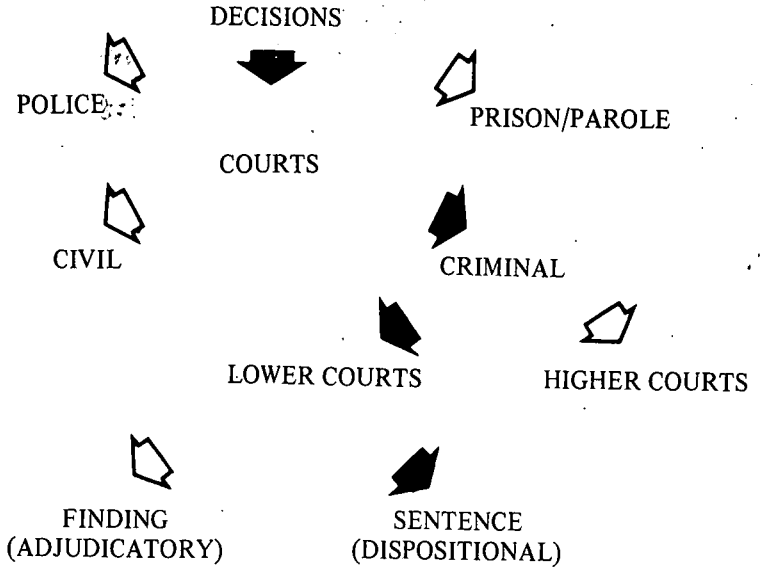 DECISIONS
POLICE
PRISON/PAROLE
COURTS
CIVIL
CRIMINAL
LOWER COURTS
HIGHER COURTS
FINDING
(ADJUDICATORY)
SENTENCE
(DISPOSITIONAL)